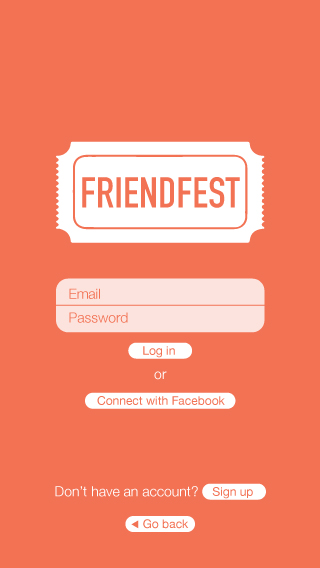 FRIENDFEST
Email
Password
Log in
or
Connect with Facebook
Don't have an account? Sign up
Go back